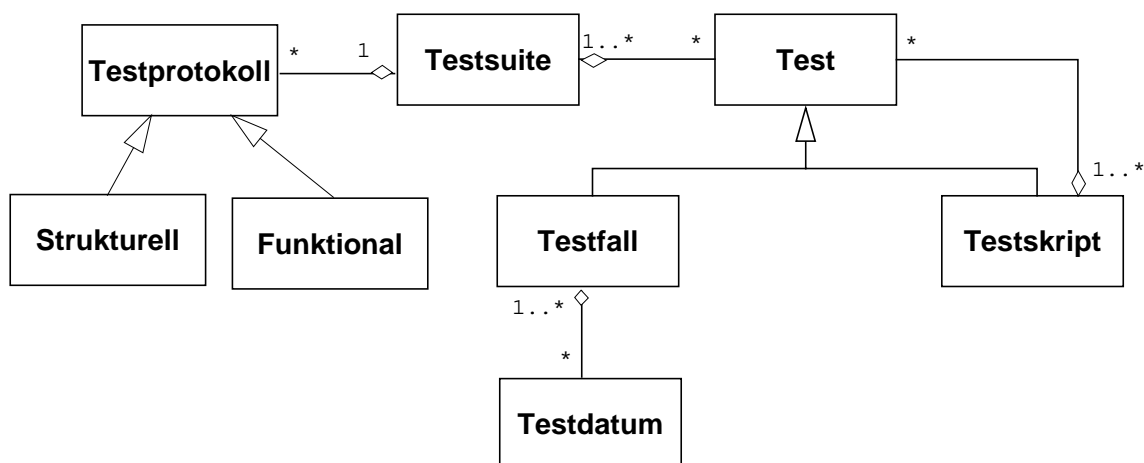 Testprotokoll
*
1
Testsuite
1..*
*
Test
*
1..*
Strukturell
Funktional
Testfall
Testskript
1..*
*
Testdatum